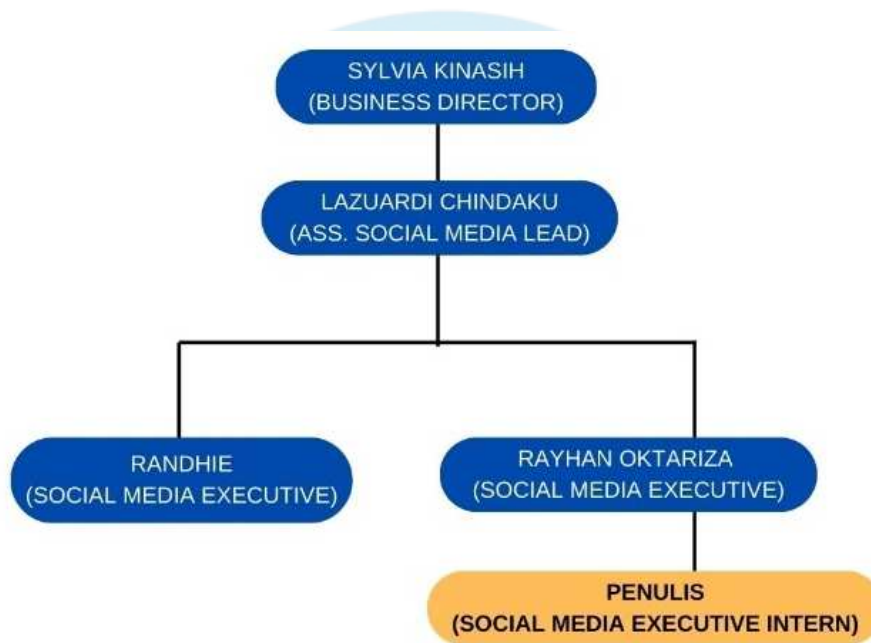 SYLVIA KINASIH
(BUSINESS DIRECTOR)
LAZUARDI CHINDAKU
(ASS. SOCIAL MEDIA LEAD)
RANDHIE
(SOCIAL MEDIA EXECUTIVE)
RAYHAN OKTARIZA
(SOCIAL MEDIA EXECUTIVE)
PENULIS
(SOCIAL MEDIA EXECUTIVE INTERN)